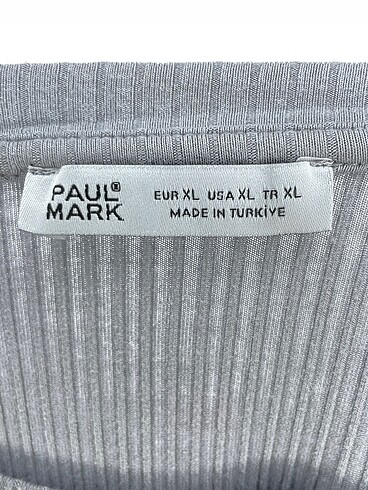 PAUL®
MARK
EUR XL USA XL TR XL
MADE IN TURKİYE